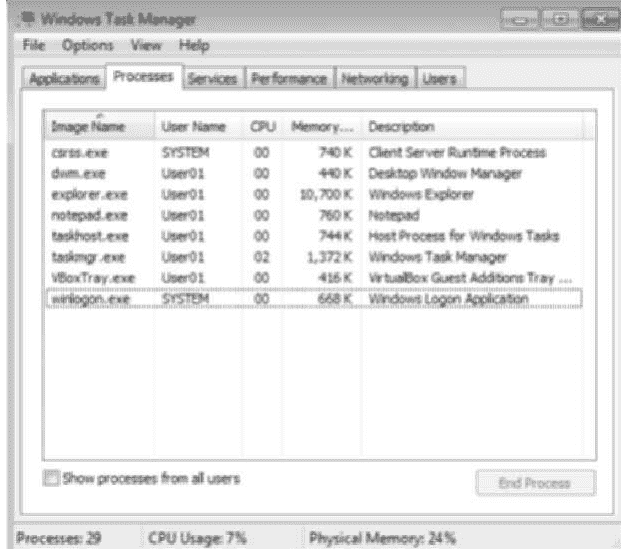 Windows Task Manager
File Options View Help
Applications Processes Services Performance Networking Users
Image Name User Name CPU Memory... Description
csrss.exe SYSTEM 00 740 K Client Server Runtime Process
dwm.exe User01 00 440 K Desktop Window Manager
explorer.exe User01 00 10,700 K Windows Explorer
notepad.exe User01 00 760 K Notepad
taskhost.exe User01 00 744 K Host Process for Windows Tasks
taskmgr.exe User01 02 1,372 K Windows Task Manager
VBoxTray.exe User01 00 416 K VirtualBox Guest Additions Tray ...
winlogon.exe SYSTEM 00 668 K Windows Logon Application
Show processes from all users
End Process
Processes: 29 CPU Usage: 7% Physical Memory: 24%